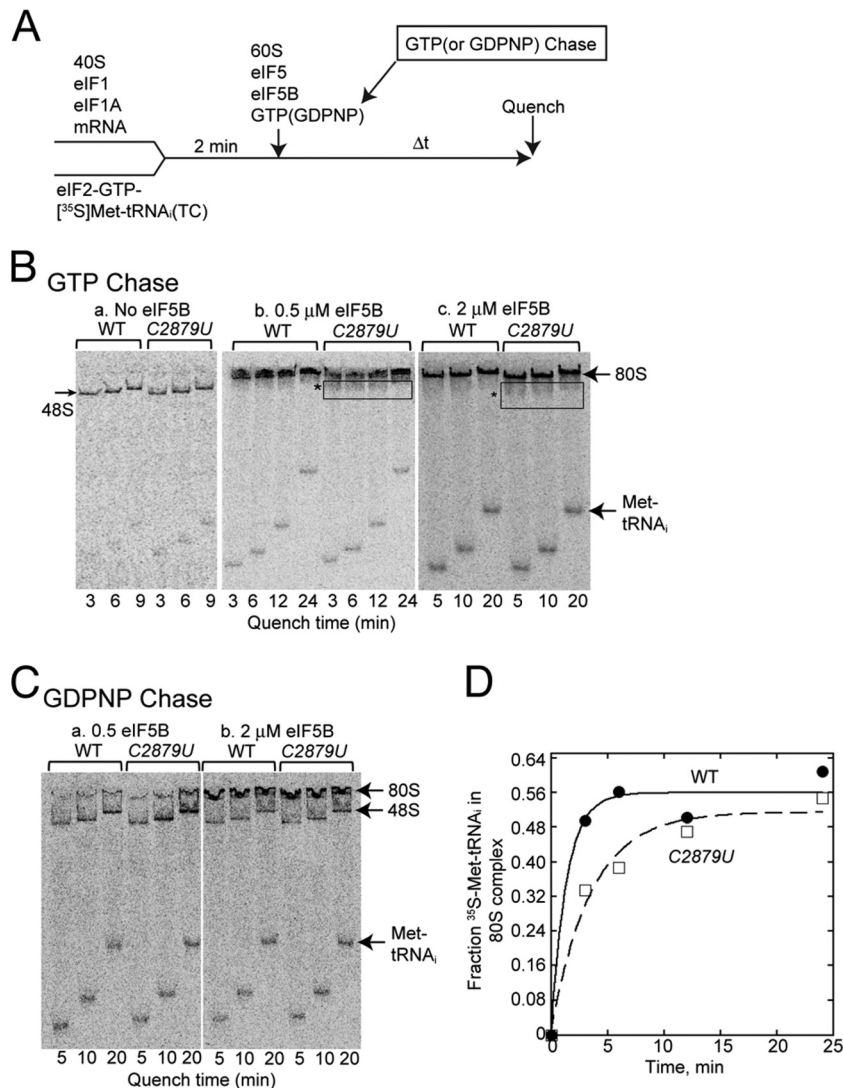 A
40S
eIF1
eIF1A
mRNA
60S
eIF5
eIF5B
GTP(GDPNP)
GTP(or GDPNP) Chase
Quench
2 min
Δt
eIF2-GTP-
[³⁵S]Met-tRNAᵢ(TC)
B GTP Chase
a. No eIF5B
WT C2879U
b. 0.5 μM eIF5B
WT C2879U
c. 2 μM eIF5B
WT C2879U
48S
*
*
80S
Met-
tRNAᵢ
3 6 9 3 6 9 3 6 12 24 3 6 12 24 5 10 20 5 10 20
Quench time (min)
C GDPNP Chase
a. 0.5 eIF5B
WT C2879U
b. 2 μM eIF5B
WT C2879U
80S
48S
Met-
tRNAᵢ
5 10 20 5 10 20 5 10 20 5 10 20
Quench time (min)
D
Fraction ³⁵S-Met-tRNAᵢ in
80S complex
0.64
0.56
0.48
0.40
0.32
0.24
0.16
0.08
0
WT
C2879U
0 5 10 15 20 25
Time, min